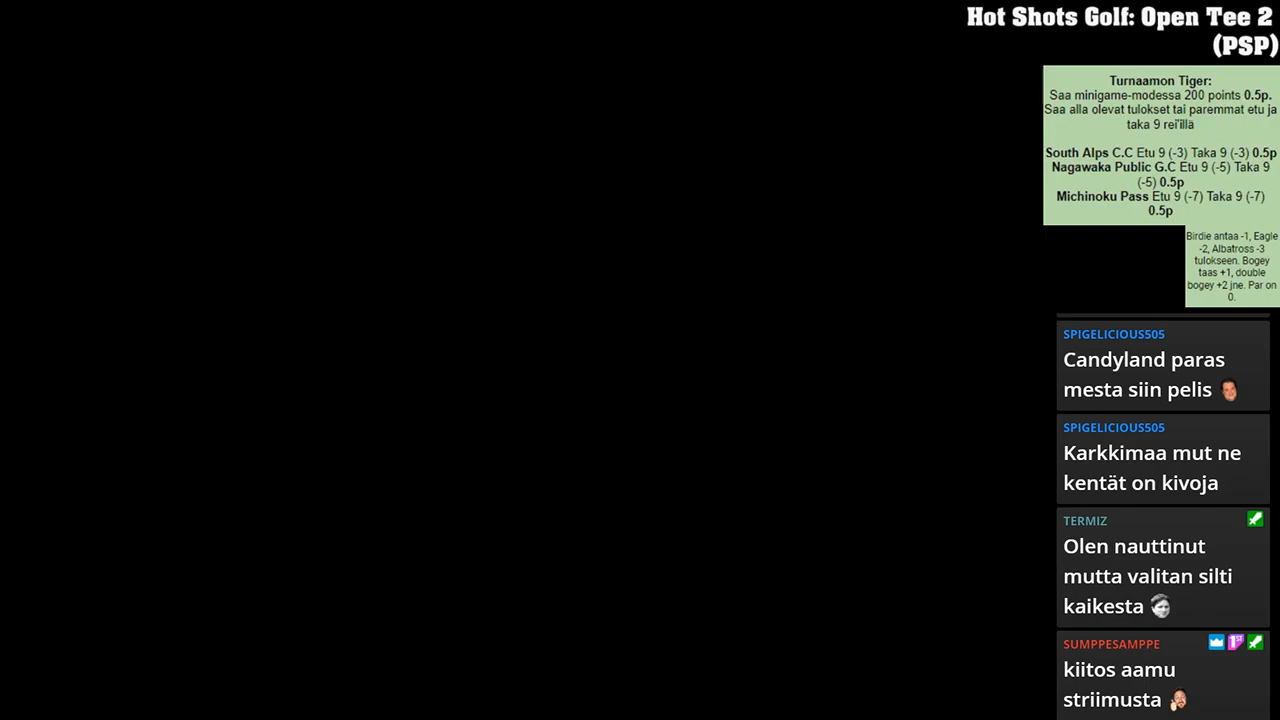 Hot Shots Golf: Open Tee 2
(PSP)
Turnaamon Tiger:
Saa minigame-modessa 200 points 0.5p.
Saa alla olevat tulokset tai paremmat etu ja
taka 9 rei'illä
South Alps C.C Etu 9 (-3) Taka 9 (-3) 0.5p
Nagawaka Public G.C Etu 9 (-5) Taka 9
(-5) 0.5p
Michinoku Pass Etu 9 (-7) Taka 9 (-7)
0.5p
Birdie antaa -1, Eagle
-2, Albatross -3
tulokseen. Bogey
taas +1, double
bogey +2 jne. Par on
0.
SPIGELICIOUS505
Candyland paras
mesta siin pelis
SPIGELICIOUS505
Karkkimaa mut ne
kentät on kivoja
TERMIZ
Olen nauttinut
mutta valitan silti
kaikesta
SUMPPESAMPPE
1ST
kiitos aamu
striimusta